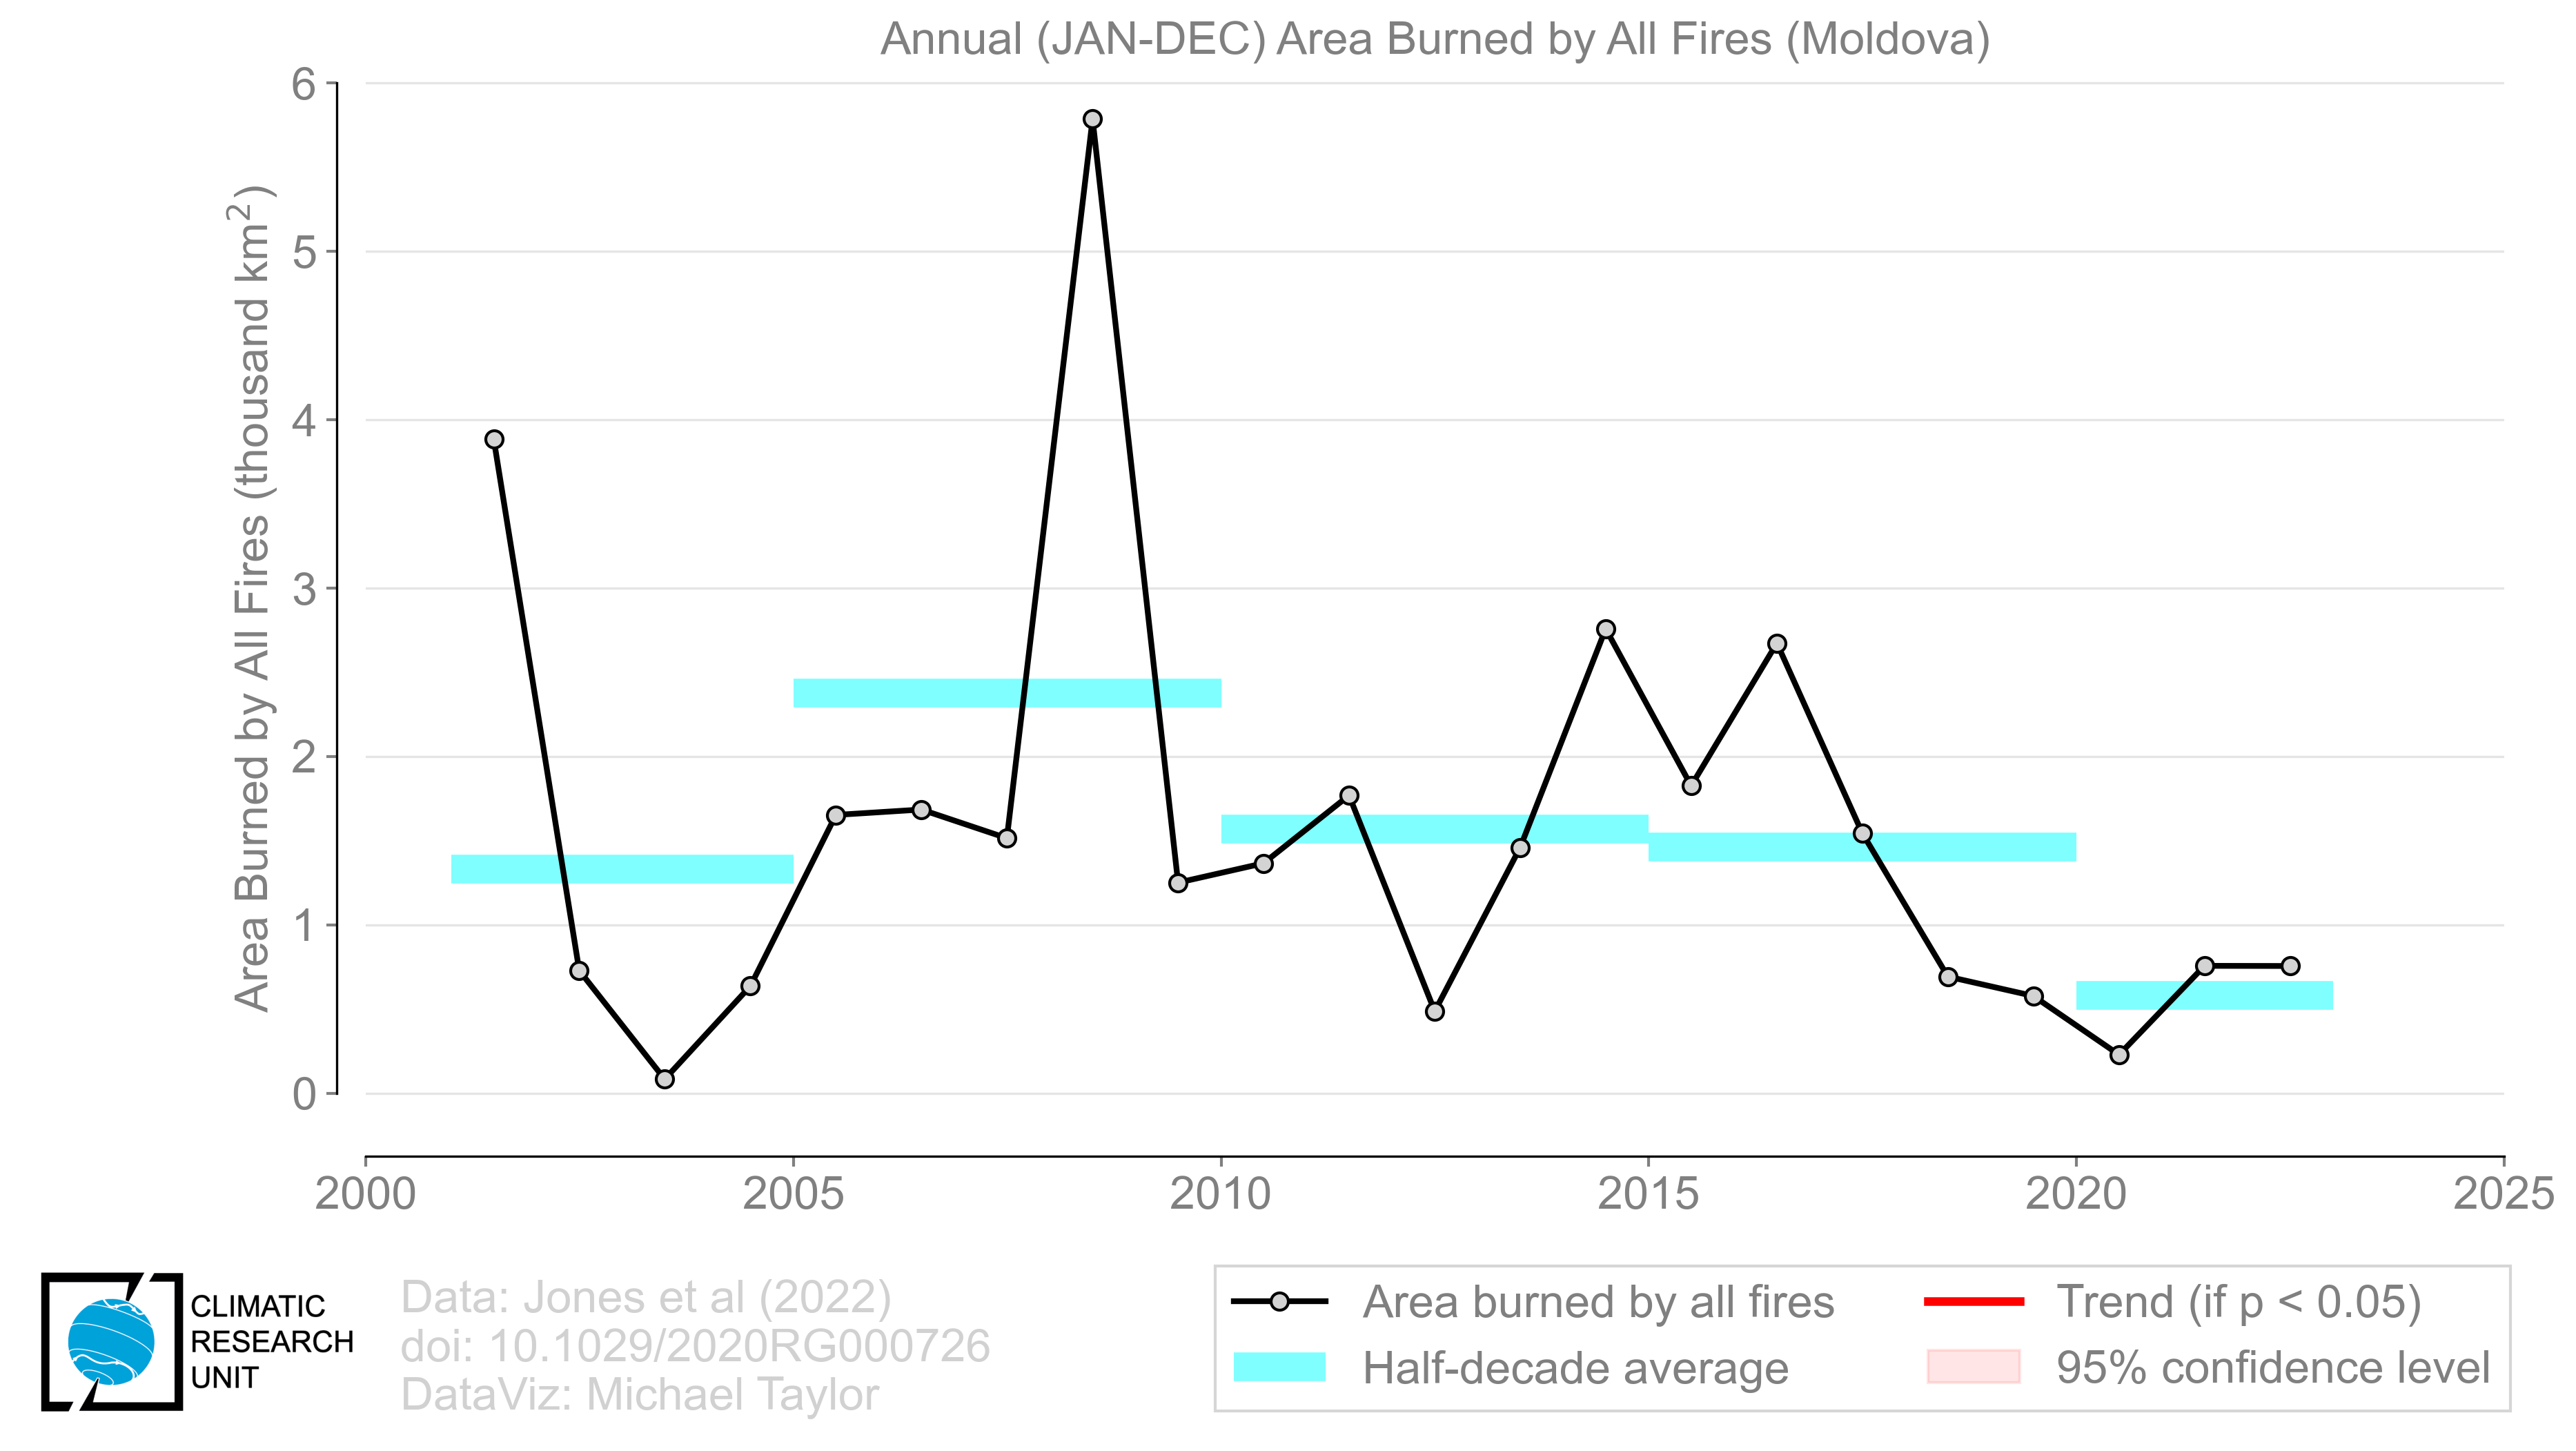 Annual (JAN-DEC) Area Burned by All Fires (Moldova)
Area Burned by All Fires (thousand km²)
6
5
4
3
2
1
0
2000 2005 2010 2015 2020 2025
CLIMATIC
RESEARCH
UNIT
Data: Jones et al (2022)
doi: 10.1029/2020RG000726
DataViz: Michael Taylor
Area burned by all fires
Half-decade average
Trend (if p < 0.05)
95% confidence level